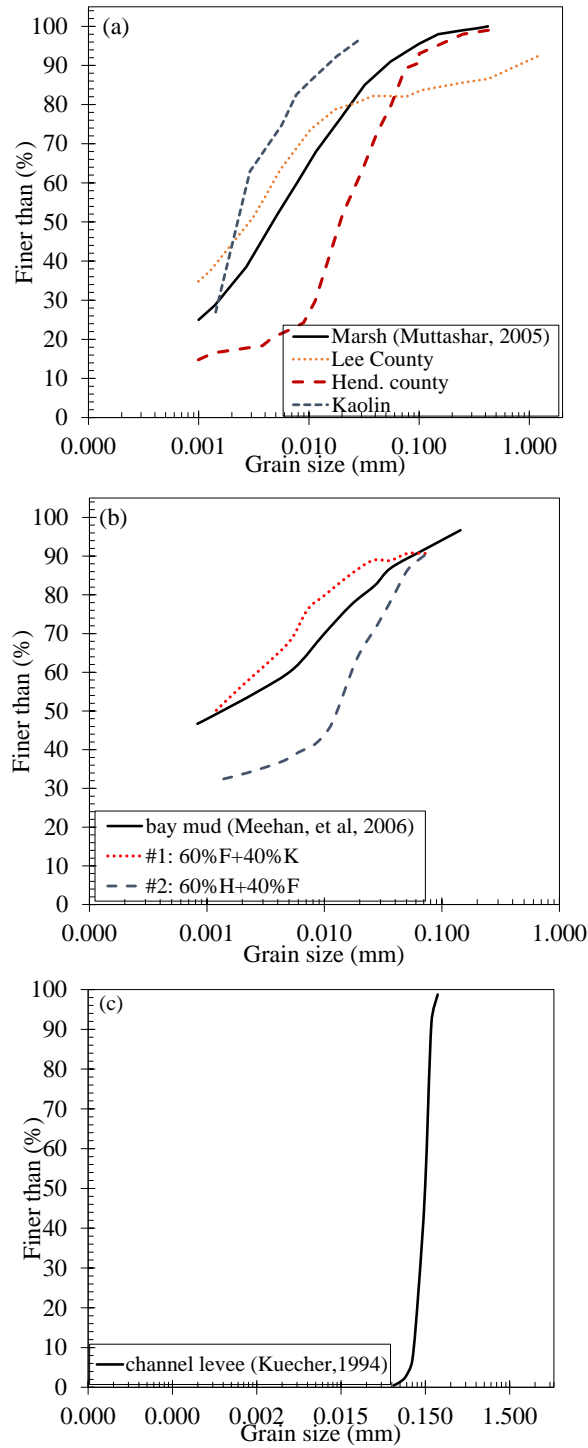 (a)
100
90
80
70
60
50
40
30
20
10
0
Finer than (%)
Marsh (Muttashar, 2005)
Lee County
Hend. county
Kaolin
0.000 0.001 0.010 0.100 1.000
Grain size (mm)
(b)
100
90
80
70
60
50
40
30
20
10
0
Finer than (%)
bay mud (Meehan, et al, 2006)
#1: 60%F+40%K
#2: 60%H+40%F
0.000 0.001 0.010 0.100 1.000
Grain size (mm)
(c)
100
90
80
70
60
50
40
30
20
10
0
Finer than (%)
channel levee (Kuecher,1994)
0.000 0.000 0.002 0.015 0.150 1.500
Grain size (mm)